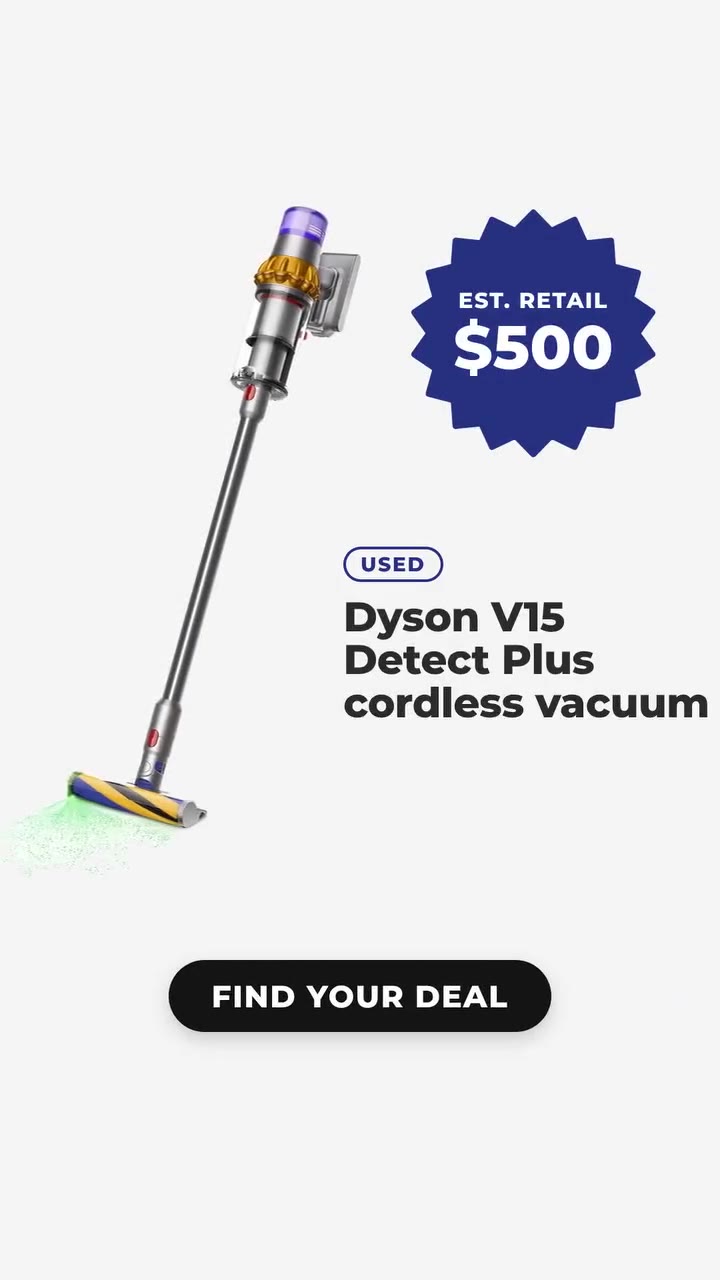 EST. RETAIL
$500
USED
Dyson V15
Detect Plus
cordless vacuum
FIND YOUR DEAL